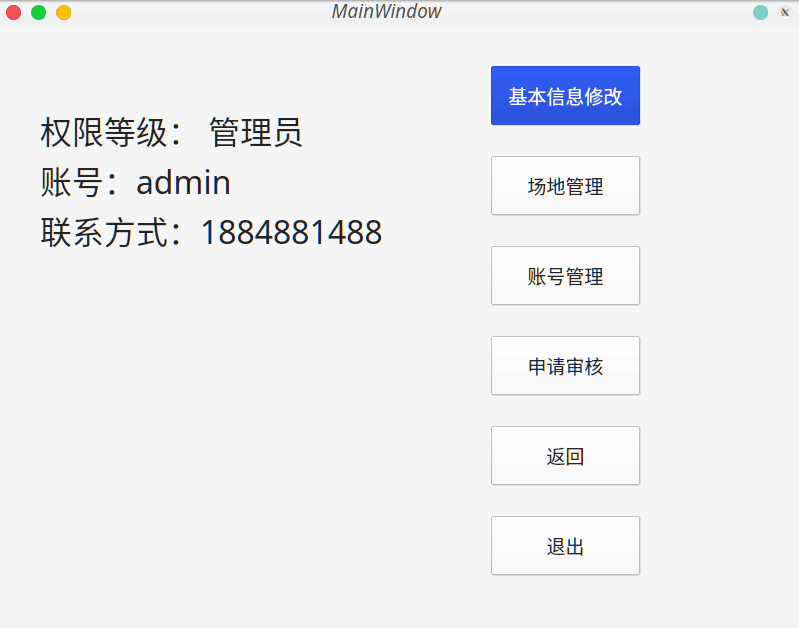 MainWindow
权限等级： 管理员
账号：admin
联系方式：1884881488
基本信息修改
场地管理
账号管理
申请审核
返回
退出